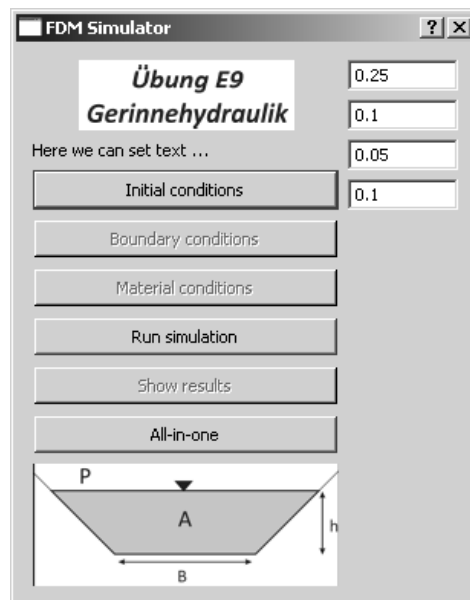 FDM Simulator
? X
Übung E9
Gerinnehydraulik
Here we can set text ...
Initial conditions
Boundary conditions
Material conditions
Run simulation
Show results
All-in-one
0.25
0.1
0.05
0.1
P
A
h
B